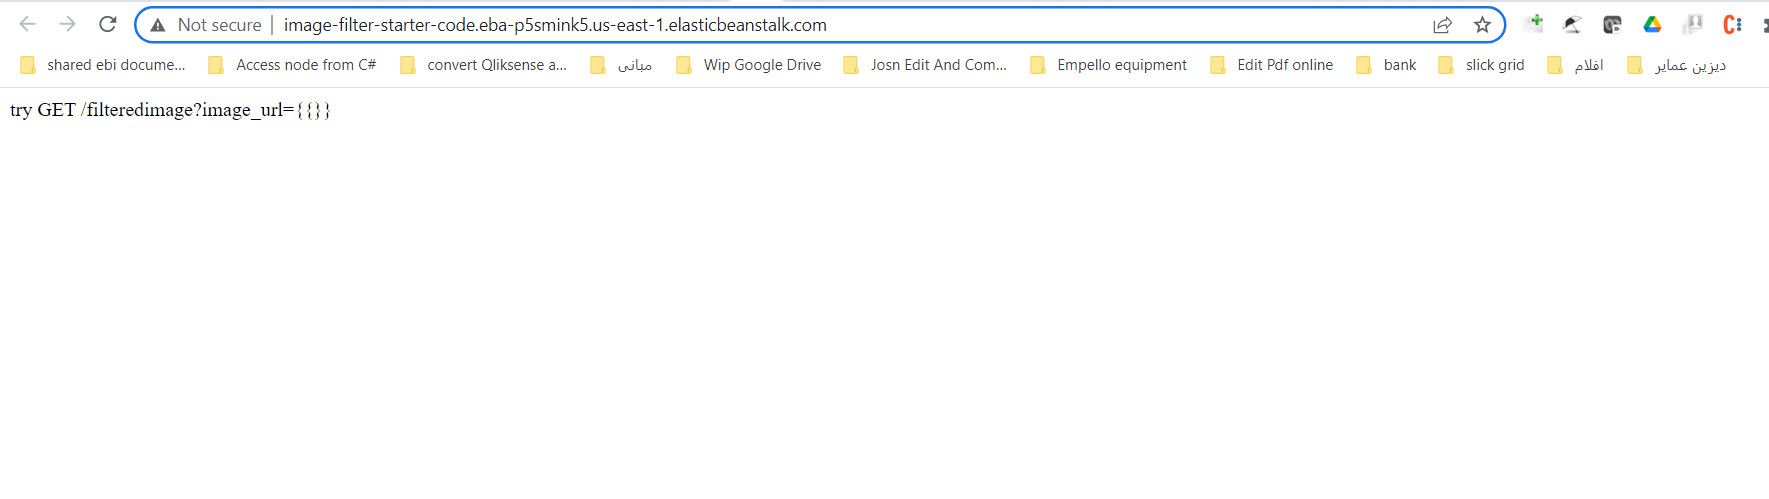 Not secure | image-filter-starter-code.eba-p5smink5.us-east-1.elasticbeanstalk.com
shared ebi docume... Access node from C# convert Qliksense a... مبانى Wip Google Drive Josn Edit And Com... Empello equipment Edit Pdf online bank slick grid افلام ديزين عماير
try GET /filteredimage?image_url={{}}